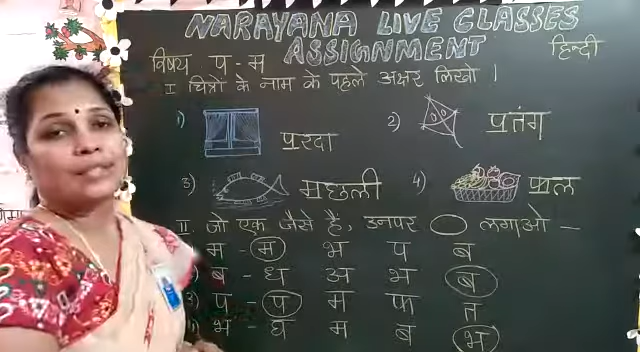 NARAYANA LIVE CLASSES
ASSIGNMENT
हिन्दी
विषय प - म
I चित्रों के नाम के पहले अक्षर लिखो ।
1) परदा 2) पतंग
3) मछली 4) फल
II. जो एक जैसे है, उनपर लगाओ -
म - म भ प ब
ब - ध अ भ ब
प - प म फ त
भ - घ म ब भ